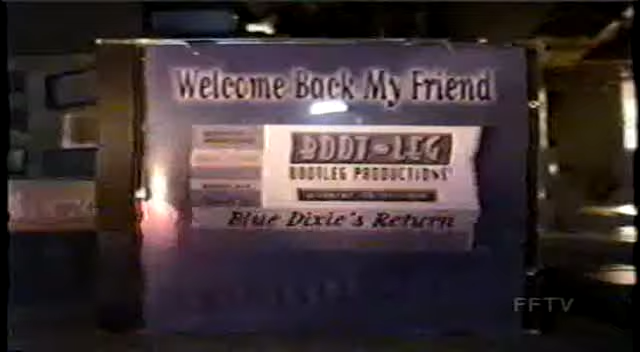 Welcome Back My Friend
BOOT-LEG
BOOTLEG PRODUCTIONS
Blue Dixie's Return
FFTV